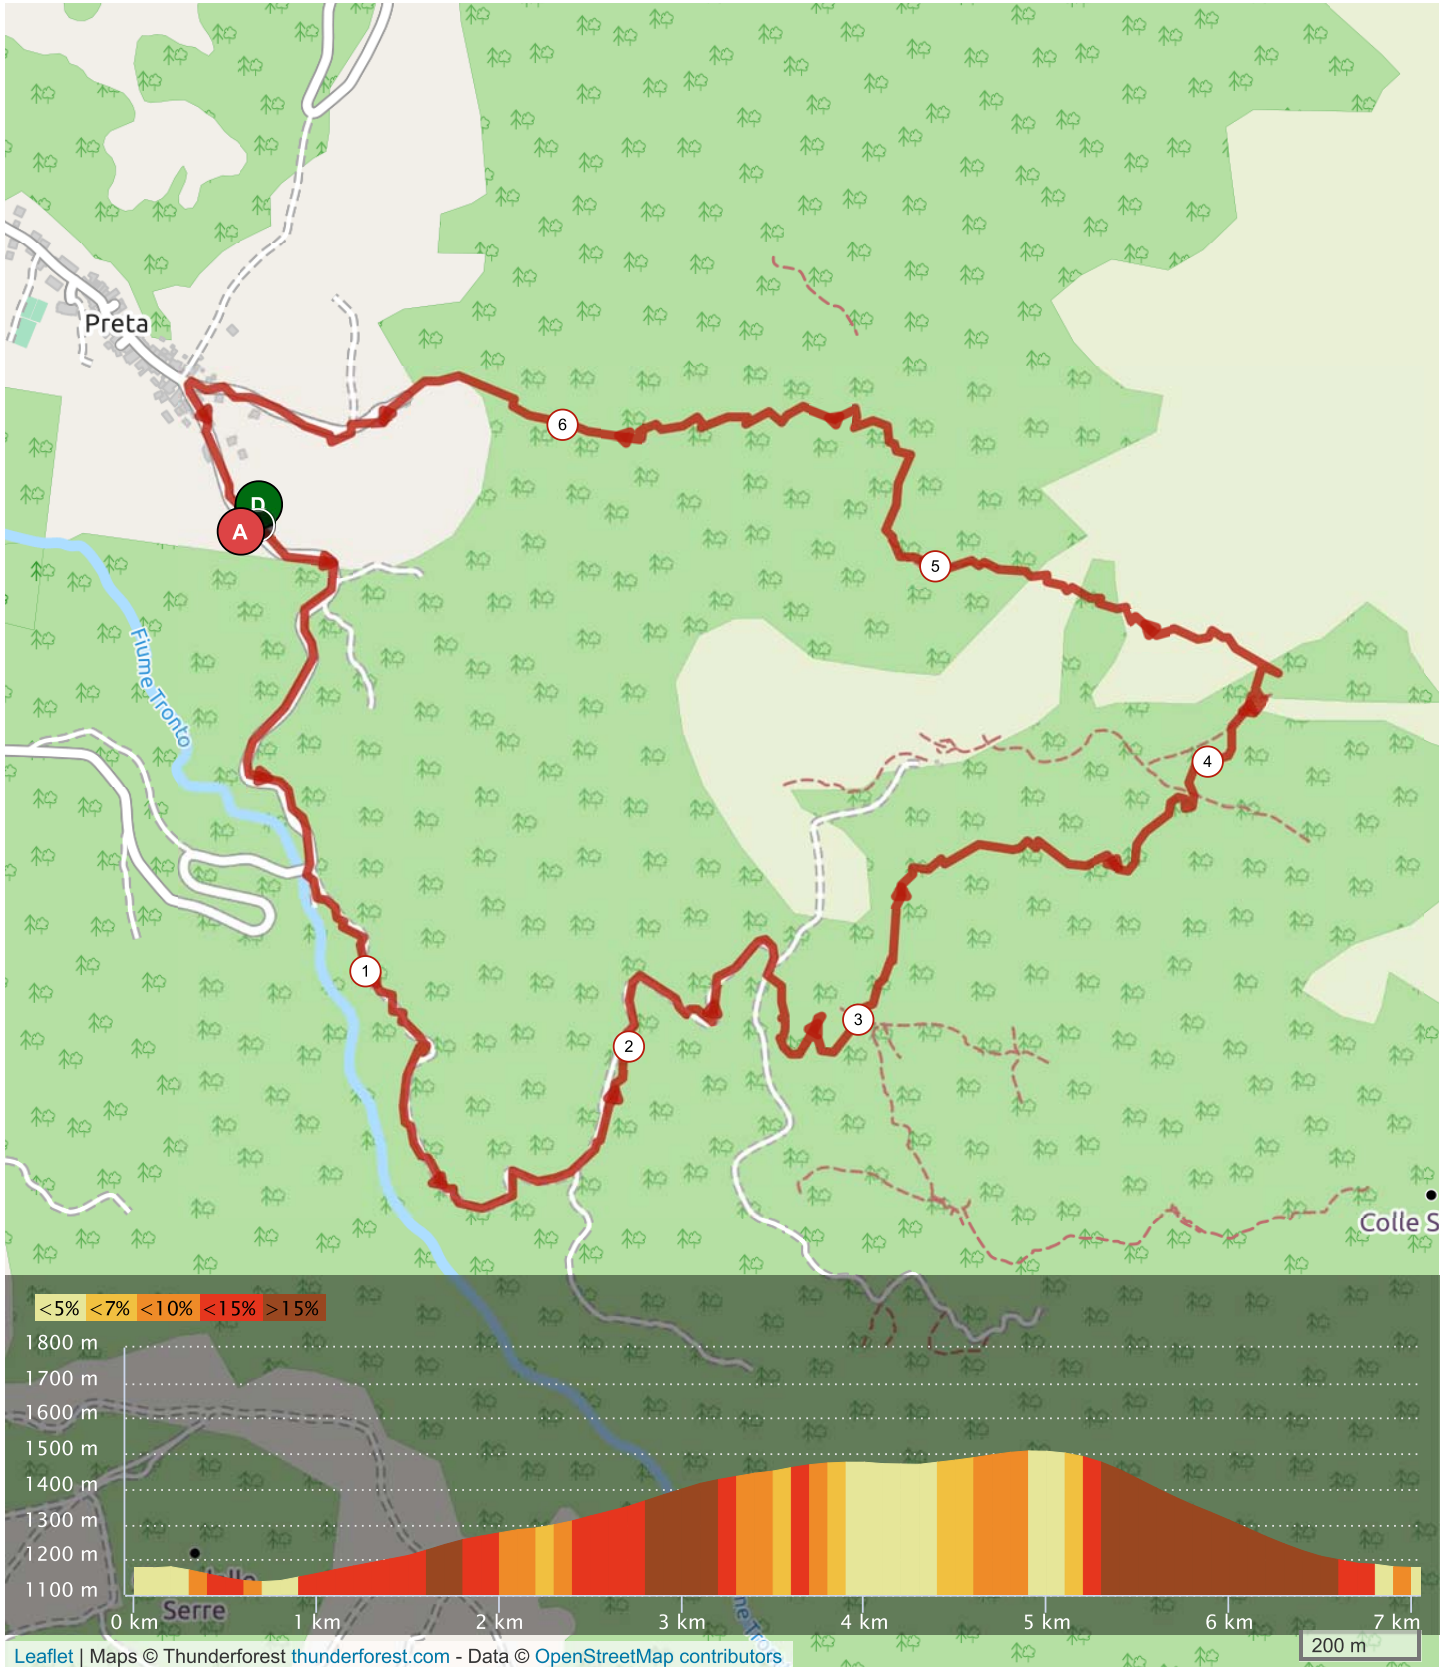 Preta
6
D
A
5
Fiume Tronto
4
1
3
2
Colle S
<5% <7% <10% <15% >15%
1800 m
1700 m
1600 m
1500 m
1400 m
1300 m
1200 m
1100 m
Serre
0 km 1 km 2 km 3 km 4 km 5 km 6 km 7 km
200 m
Leaflet | Maps © Thunderforest thunderforest.com - Data © OpenStreetMap contributors